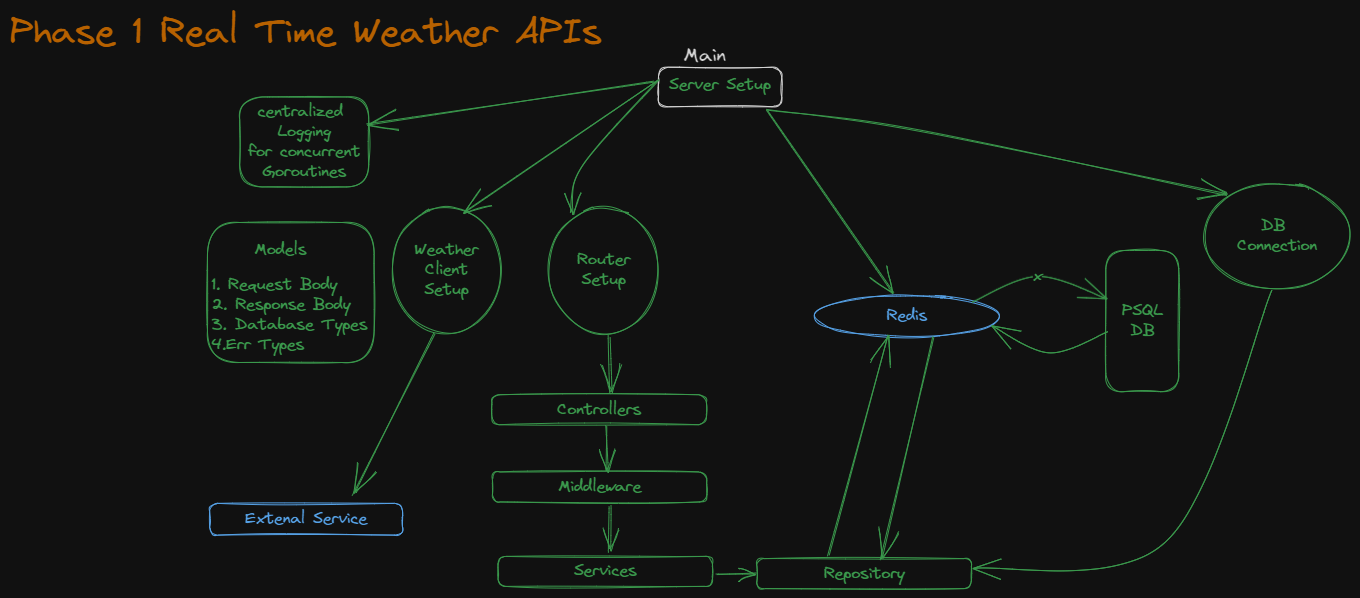 Phase 1 Real Time Weather APIs
Main
Server Setup
centralized
Logging
for concurrent
Goroutines
Models
1. Request Body
2. Response Body
3. Database Types
4.Err Types
Weather
Client
Setup
Router
Setup
Redis
x
PSQL
DB
DB
Connection
Controllers
Middleware
Extenal Service
Services
Repository